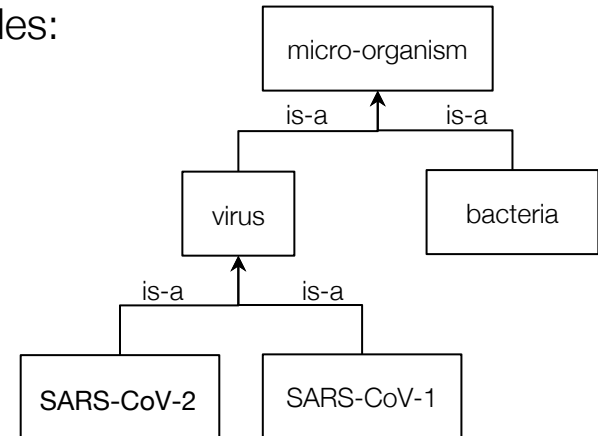 les:
micro-organism
is-a is-a
virus
bacteria
is-a is-a
SARS-CoV-2
SARS-CoV-1